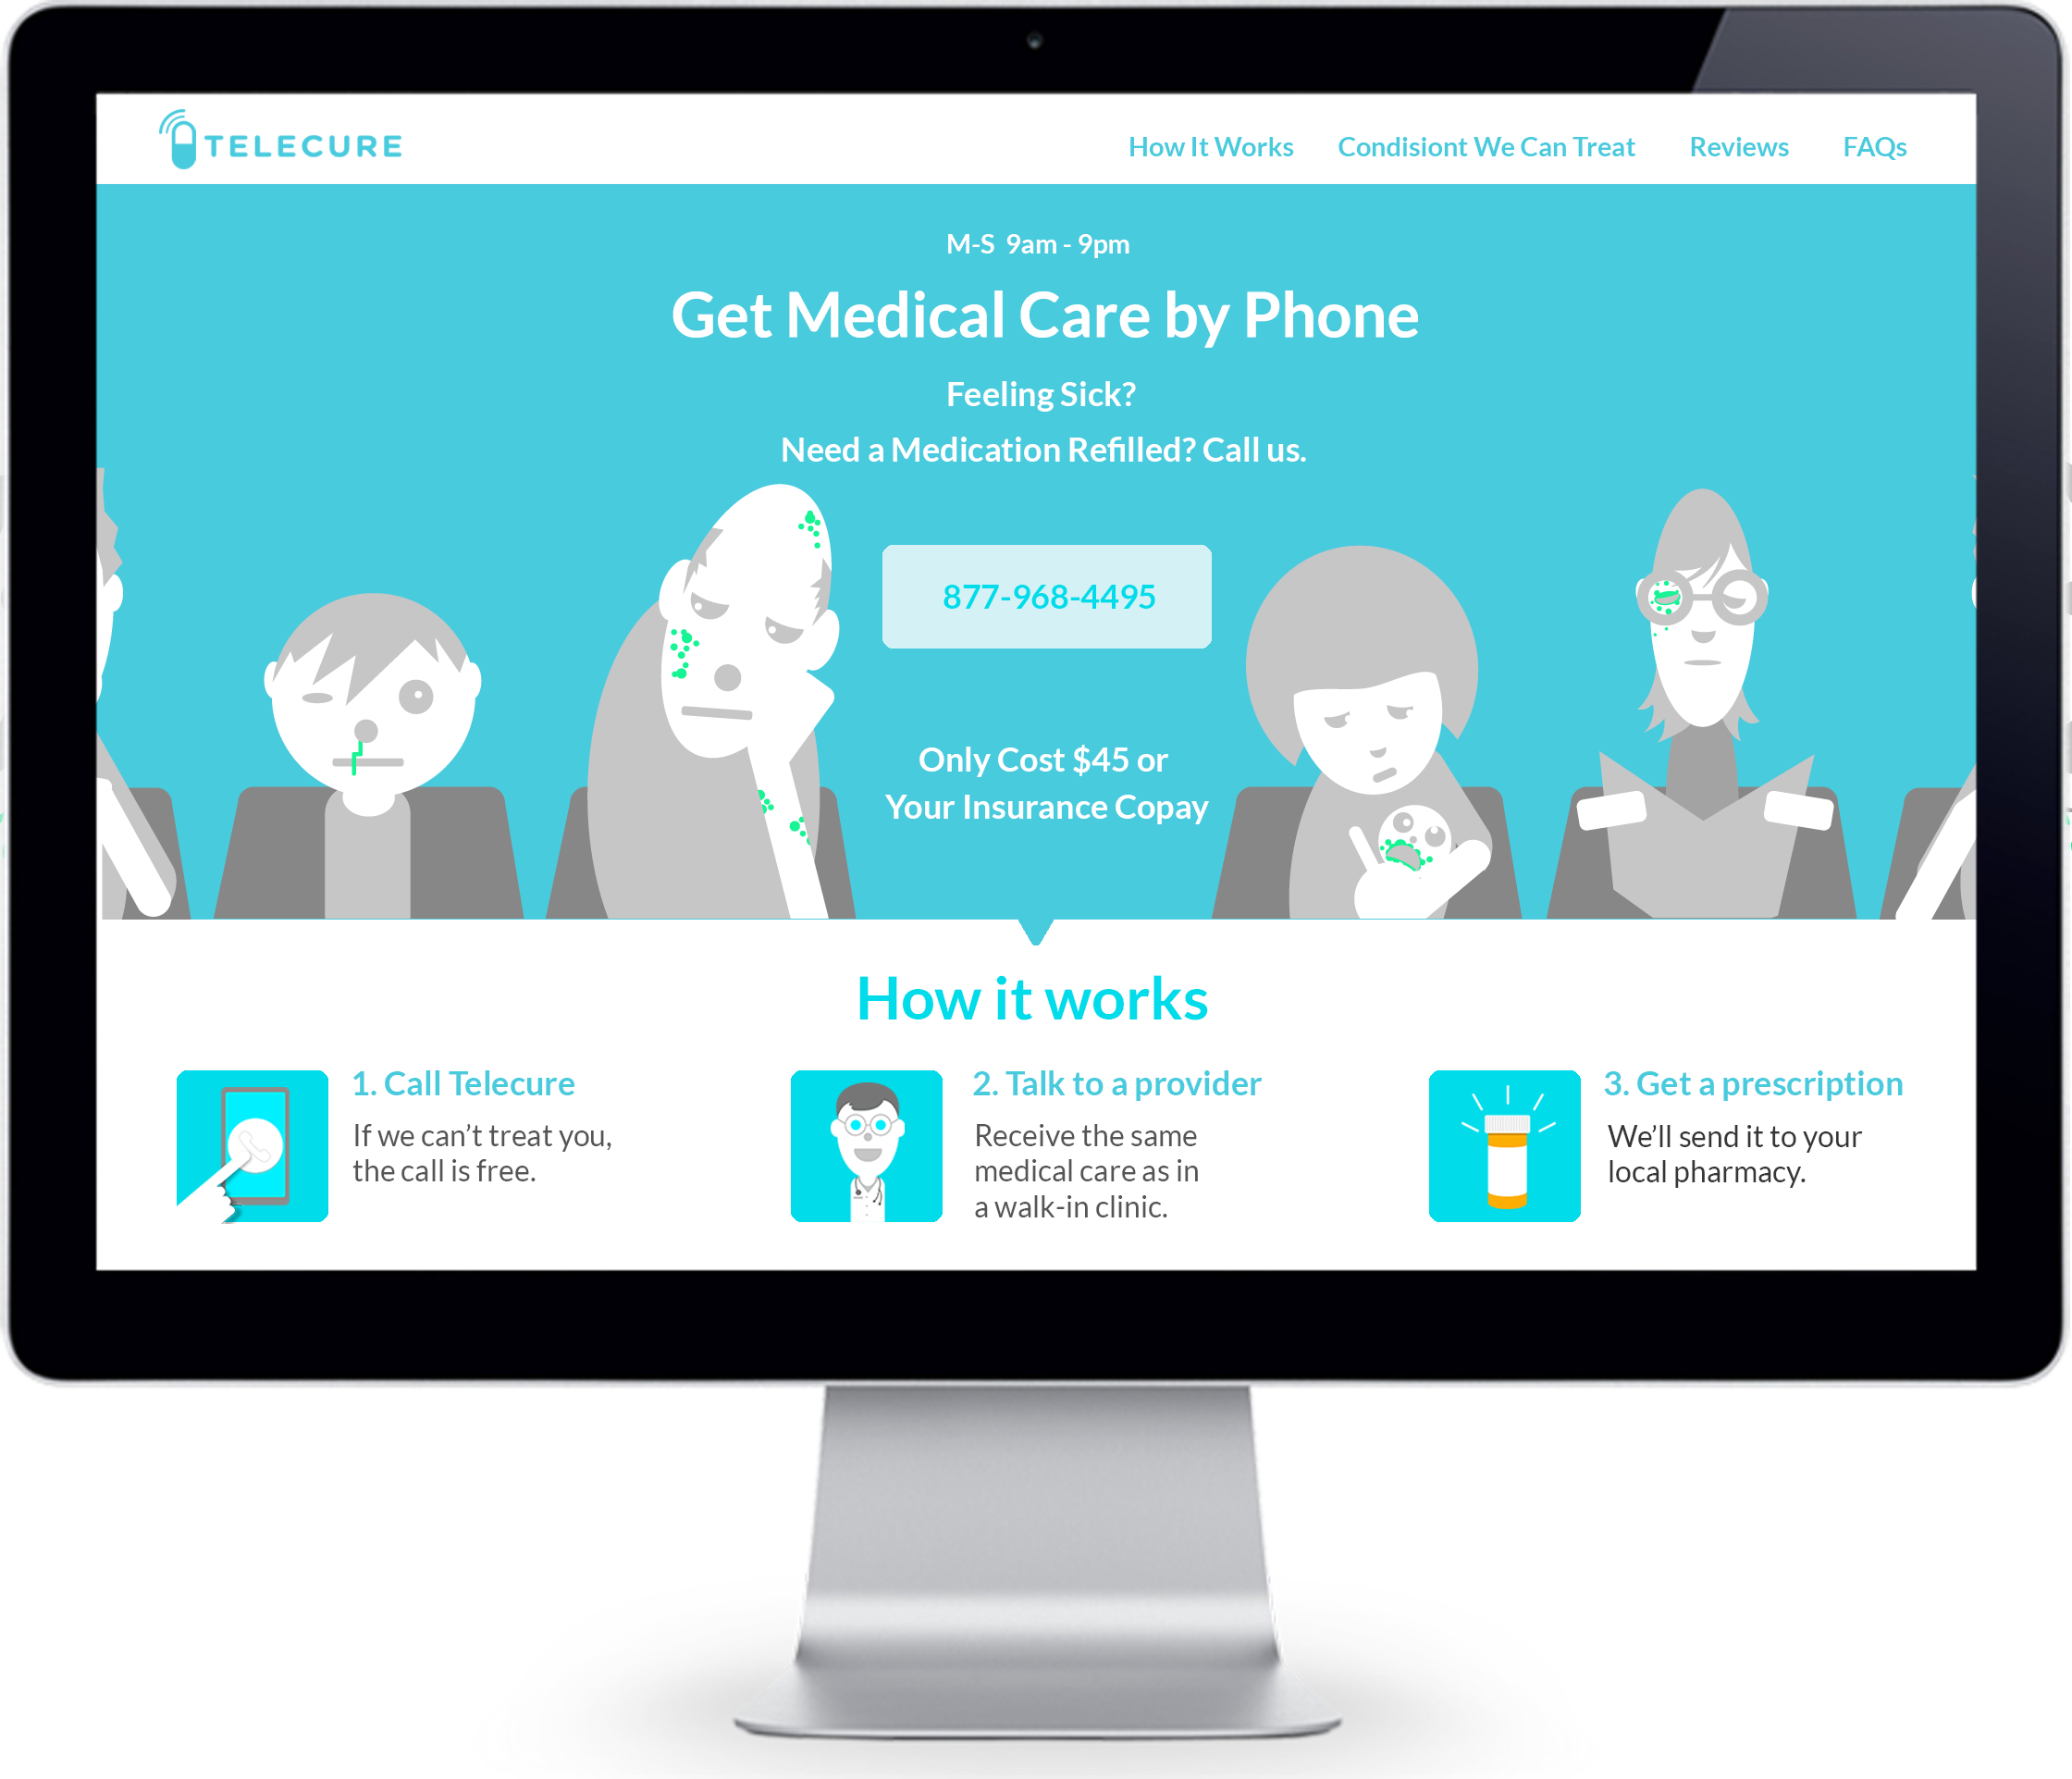 TELECURE
How It Works
Condisiont We Can Treat
Reviews
FAQs
M-S 9am - 9pm
Get Medical Care by Phone
Feeling Sick?
Need a Medication Refilled? Call us.
877-968-4495
Only Cost $45 or
Your Insurance Copay
How it works
1. Call Telecure
If we can’t treat you,
the call is free.
2. Talk to a provider
Receive the same
medical care as in
a walk-in clinic.
3. Get a prescription
We’ll send it to your
local pharmacy.